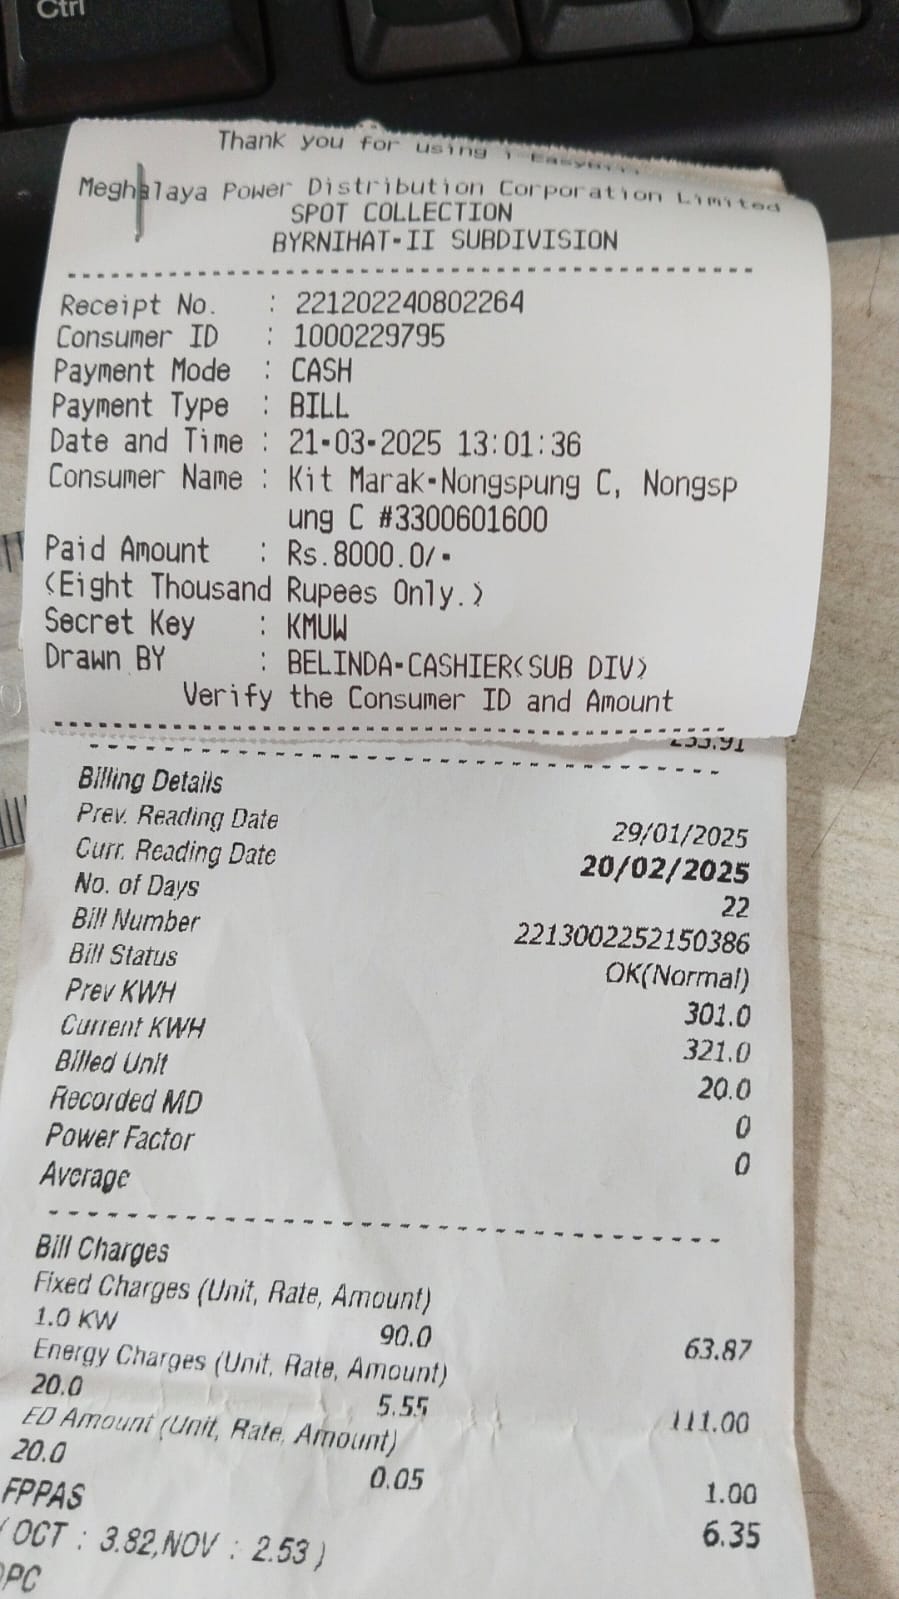 Ctrl
Thank you for using
Meghalaya Power Distribution Corporation Limited
SPOT COLLECTION
BYRNIHAT-II SUBDIVISION
Receipt No. : 221202240802264
Consumer ID : 1000229795
Payment Mode : CASH
Payment Type : BILL
Date and Time : 21-03-2025 13:01:36
Consumer Name : Kit Marak-Nongspung C, Nongsp
ung C #3300601600
Paid Amount : Rs.8000.0/-
(Eight Thousand Rupees Only.)
Secret Key : KMUW
Drawn BY : BELINDA-CASHIER(SUB DIV)
Verify the Consumer ID and Amount
Billing Details
Prev. Reading Date 29/01/2025
Curr. Reading Date 20/02/2025
No. of Days 22
Bill Number 2213002252150386
Bill Status OK(Normal)
Prev KWH 301.0
Current KWH 321.0
Billed Unit 20.0
Recorded MD 0
Power Factor 0
Average
Bill Charges
Fixed Charges (Unit, Rate, Amount)
1.0 KW 90.0 63.87
Energy Charges (Unit, Rate, Amount)
20.0 5.55 111.00
ED Amount (Unit, Rate, Amount)
20.0 0.05 1.00
FPPAS 6.35
(OCT : 3.82,NOV : 2.53)